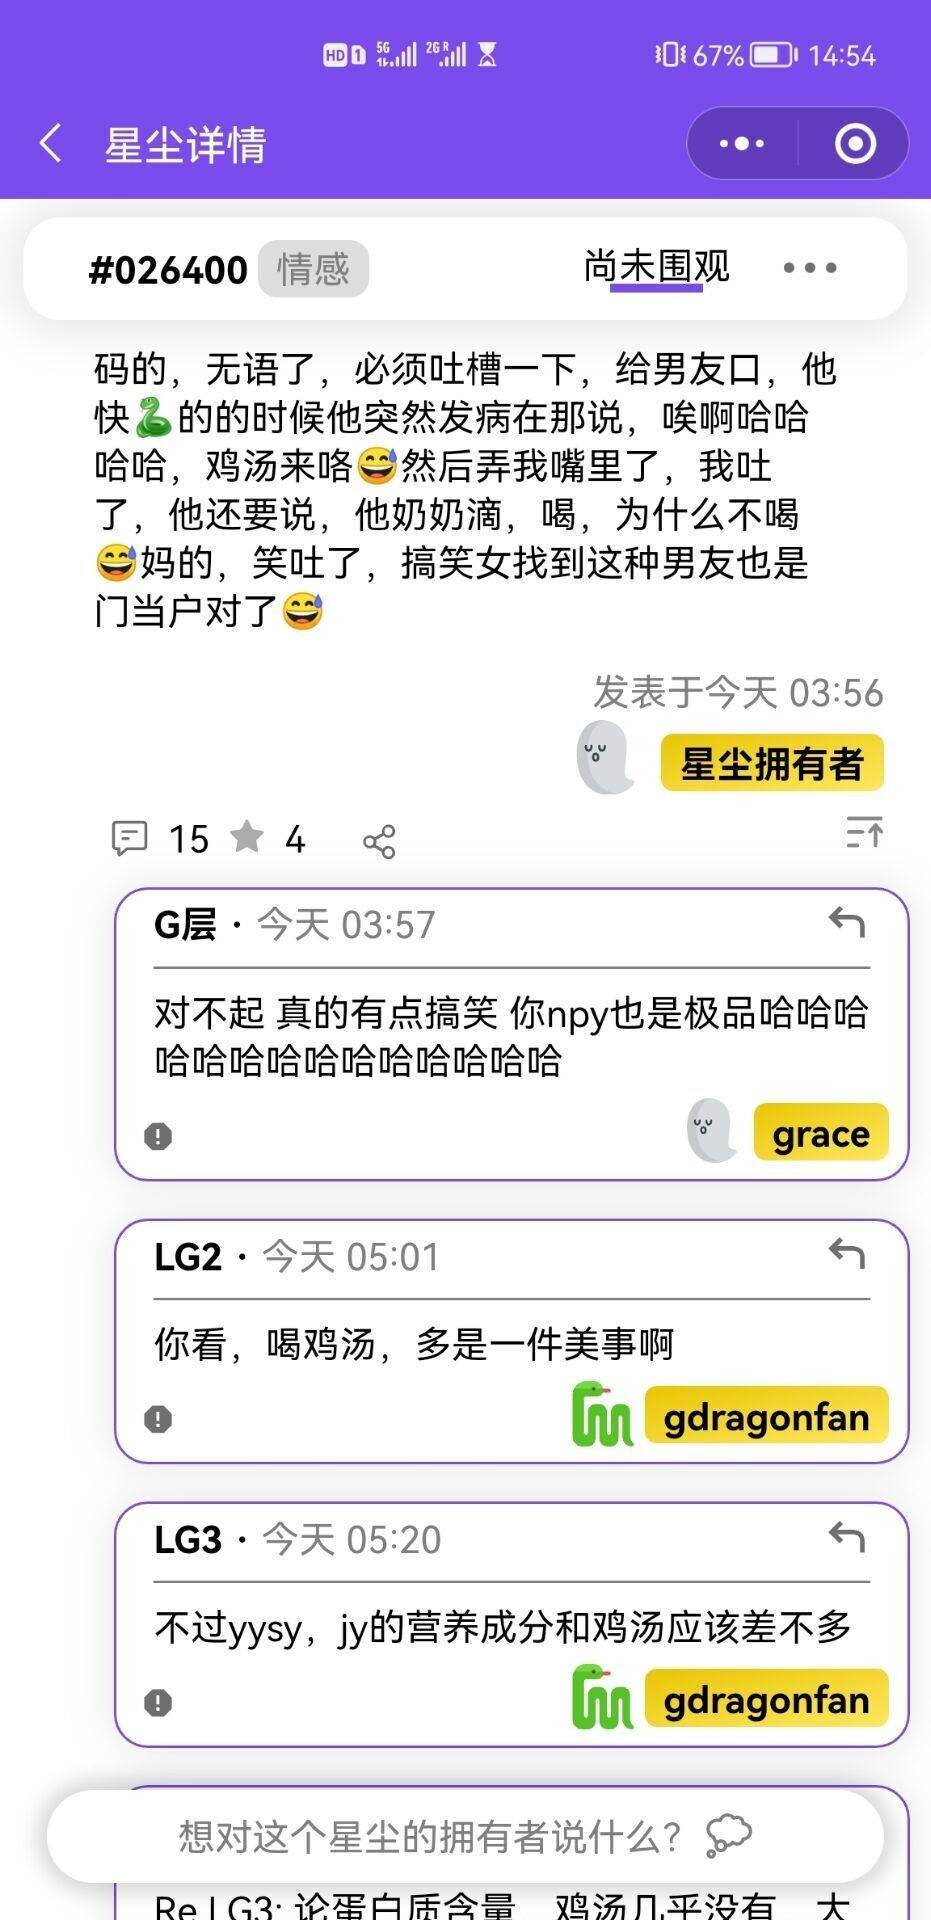 HD 1 5G 2G R 67% 14:54
星尘详情
#026400 情感 尚未围观
码的，无语了，必须吐槽一下，给男友口，他
快🐍的的时候他突然发病在那说，唉啊哈哈
哈哈，鸡汤来咯😅然后弄我嘴里了，我吐
了，他还要说，他奶奶滴，喝，为什么不喝
😅妈的，笑吐了，搞笑女找到这种男友也是
门当户对了😅
发表于今天 03:56
星尘拥有者
15 4
G层 · 今天 03:57
对不起 真的有点搞笑 你npy也是极品哈哈哈
哈哈哈哈哈哈哈哈哈哈哈
grace
LG2 · 今天 05:01
你看，喝鸡汤，多是一件美事啊
gdragonfan
LG3 · 今天 05:20
不过yysy，jy的营养成分和鸡汤应该差不多
gdragonfan
想对这个星尘的拥有者说什么？
Re LG3: 论蛋白质含量，鸡汤几乎没有，大